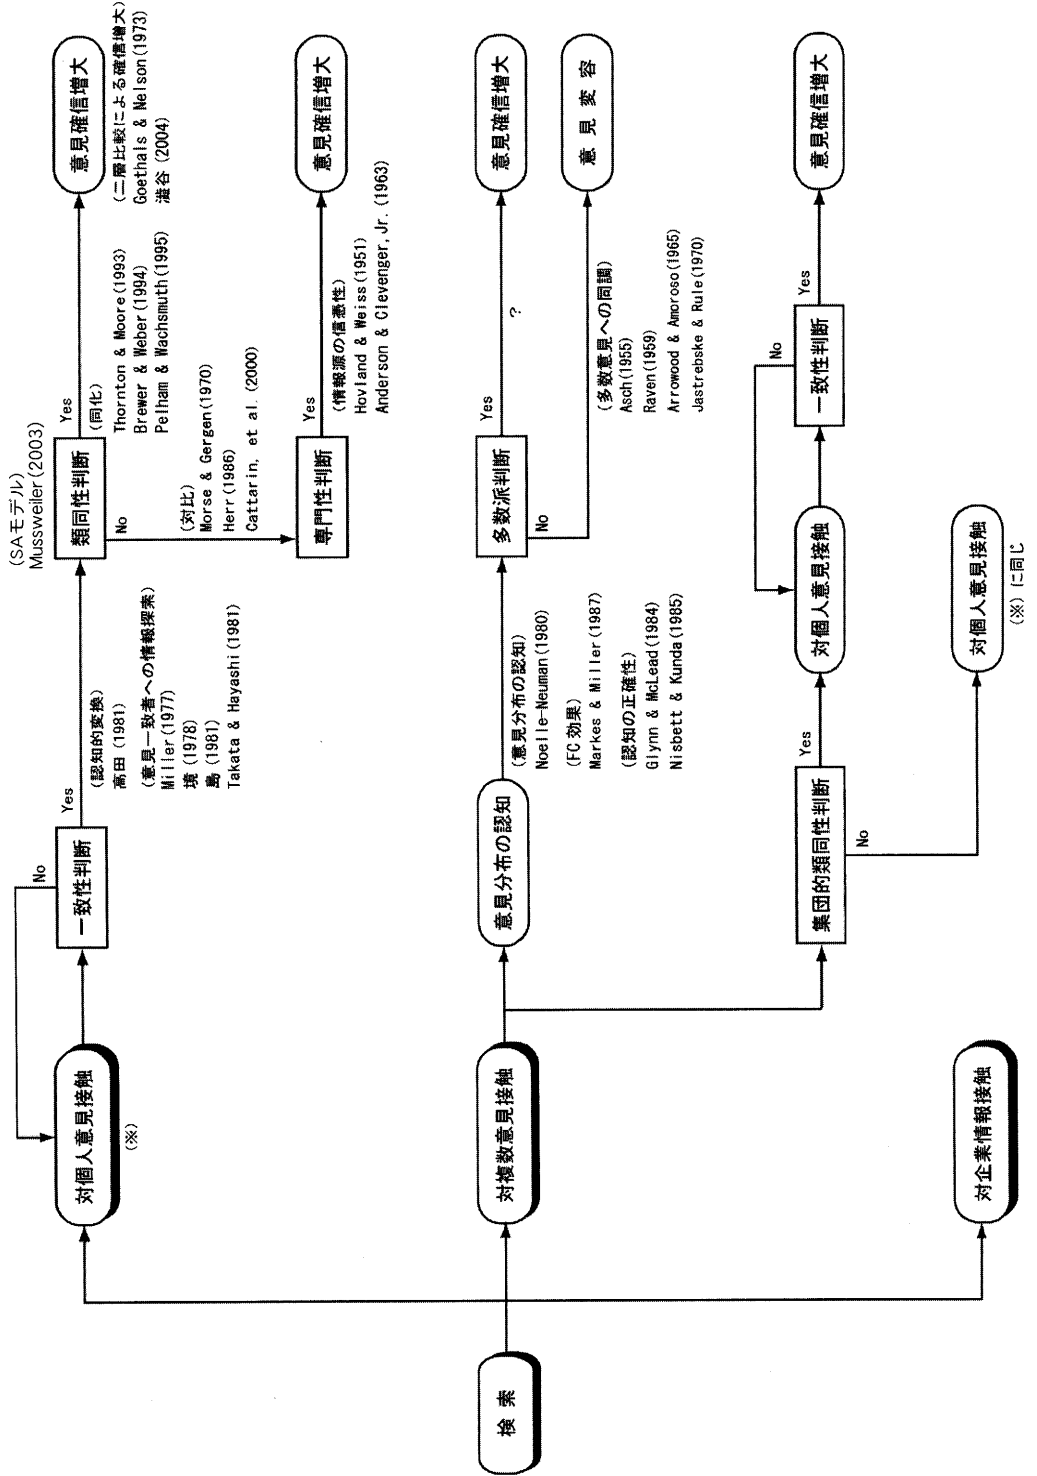 検 索
対個人意見接触
(※)
No
一致性判断
Yes
(認知的変換)
高田 (1981)
(意見一致者への情報探索)
Miller(1977)
境 (1978)
島 (1981)
Takata & Hayashi (1981)
(SAモデル)
Mussweiler(2003)
類同性判断
Yes
(同化)
Thornton & Moore(1993)
Brewer & Weber(1994)
Pelham & Wachsmuth(1995)
意見確信増大
(二層比較による確信増大)
Goethals & Nelson(1973)
澁谷 (2004)
No
(対比)
Morse & Gergen(1970)
Herr(1986)
Cattarin, et al. (2000)
専門性判断
Yes
(情報源の信憑性)
Hovland & Weiss(1951)
Anderson & Clevenger, Jr. (1963)
意見確信増大
対複数意見接触
意見分布の認知
(意見分布の認知)
Noelle-Neuman(1980)
(FC 効果)
Markes & Miller(1987)
(認知の正確性)
Glynn & McLead(1984)
Nisbett & Kunda(1985)
多数派判断
Yes
?
意見確信増大
No
(多数意見への同調)
Asch(1955)
Raven(1959)
Arrowood & Amoroso(1965)
Jastrebske & Rule(1970)
意 見 変 容
集団的類同性判断
Yes
対個人意見接触
No
一致性判断
Yes
意見確信増大
No
対個人意見接触
(※) に同じ
対企業情報接触